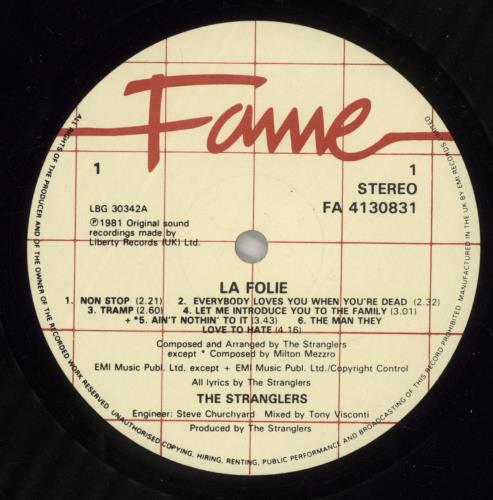 Fame
1
1
STEREO
LBG 30342A
FA 4130831
℗1981 Original sound
recordings made by
Liberty Records (UK) Ltd.
LA FOLIE
1. NON STOP (2.21) 2. EVERYBODY LOVES YOU WHEN YOU'RE DEAD (2.32)
3. TRAMP (2.60) 4. LET ME INTRODUCE YOU TO THE FAMILY (3.01)
+ *5. AIN'T NOTHIN' TO IT (3.43) 6. THE MAN THEY
LOVE TO HATE (4.16)
Composed and Arranged by The Stranglers
except * Composed by Milton Mezzro
EMI Music Publ. Ltd. except + EMI Music Publ. Ltd./Copyright Control
All lyrics by The Stranglers
THE STRANGLERS
Engineer: Steve Churchyard Mixed by Tony Visconti
Produced by The Stranglers
ALL RIGHTS OF THE PRODUCER AND OF THE OWNER OF THE RECORDED WORK RESERVED. UNAUTHORISED COPYING, HIRING, RENTING, PUBLIC PERFORMANCE AND BROADCASTING OF THIS RECORD PROHIBITED. MANUFACTURED IN THE UK BY EMI RECORDS LIMITED